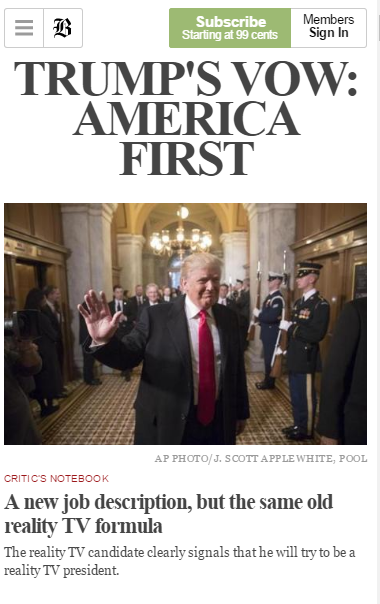 B
Subscribe
Starting at 99 cents
Members
Sign In
TRUMP'S VOW:
AMERICA
FIRST
AP PHOTO/J. SCOTT APPLEWHITE, POOL
CRITIC'S NOTEBOOK
A new job description, but the same old
reality TV formula
The reality TV candidate clearly signals that he will try to be a
reality TV president.